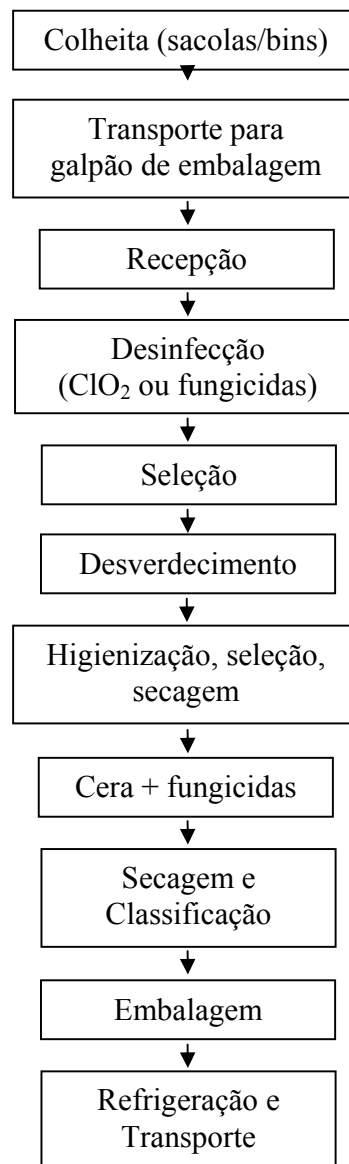 Colheita (sacolas/bins)
Transporte para
galpão de embalagem
Recepção
Desinfecção
(ClO₂ ou fungicidas)
Seleção
Desverdecimento
Higienização, seleção,
secagem
Cera + fungicidas
Secagem e
Classificação
Embalagem
Refrigeração e
Transporte